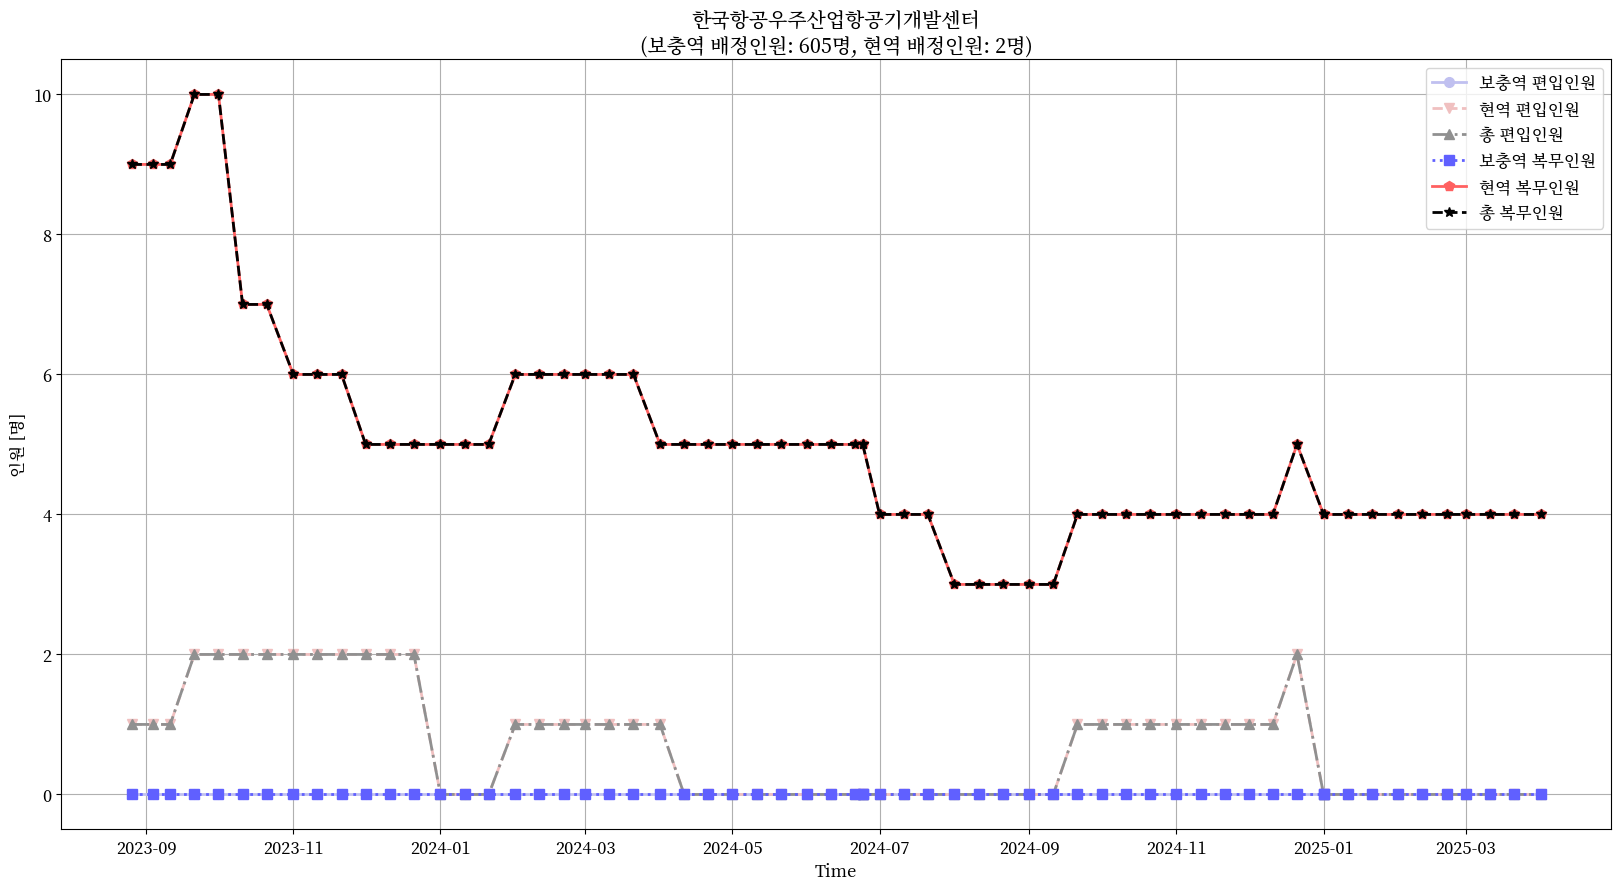 한국항공우주산업항공기개발센터
(보충역 배정인원: 605명, 현역 배정인원: 2명)
보충역 편입인원
현역 편입인원
총 편입인원
보충역 복무인원
현역 복무인원
총 복무인원
인원 [명]
10
8
6
4
2
0
2023-09
2023-11
2024-01
2024-03
2024-05
2024-07
2024-09
2024-11
2025-01
2025-03
Time